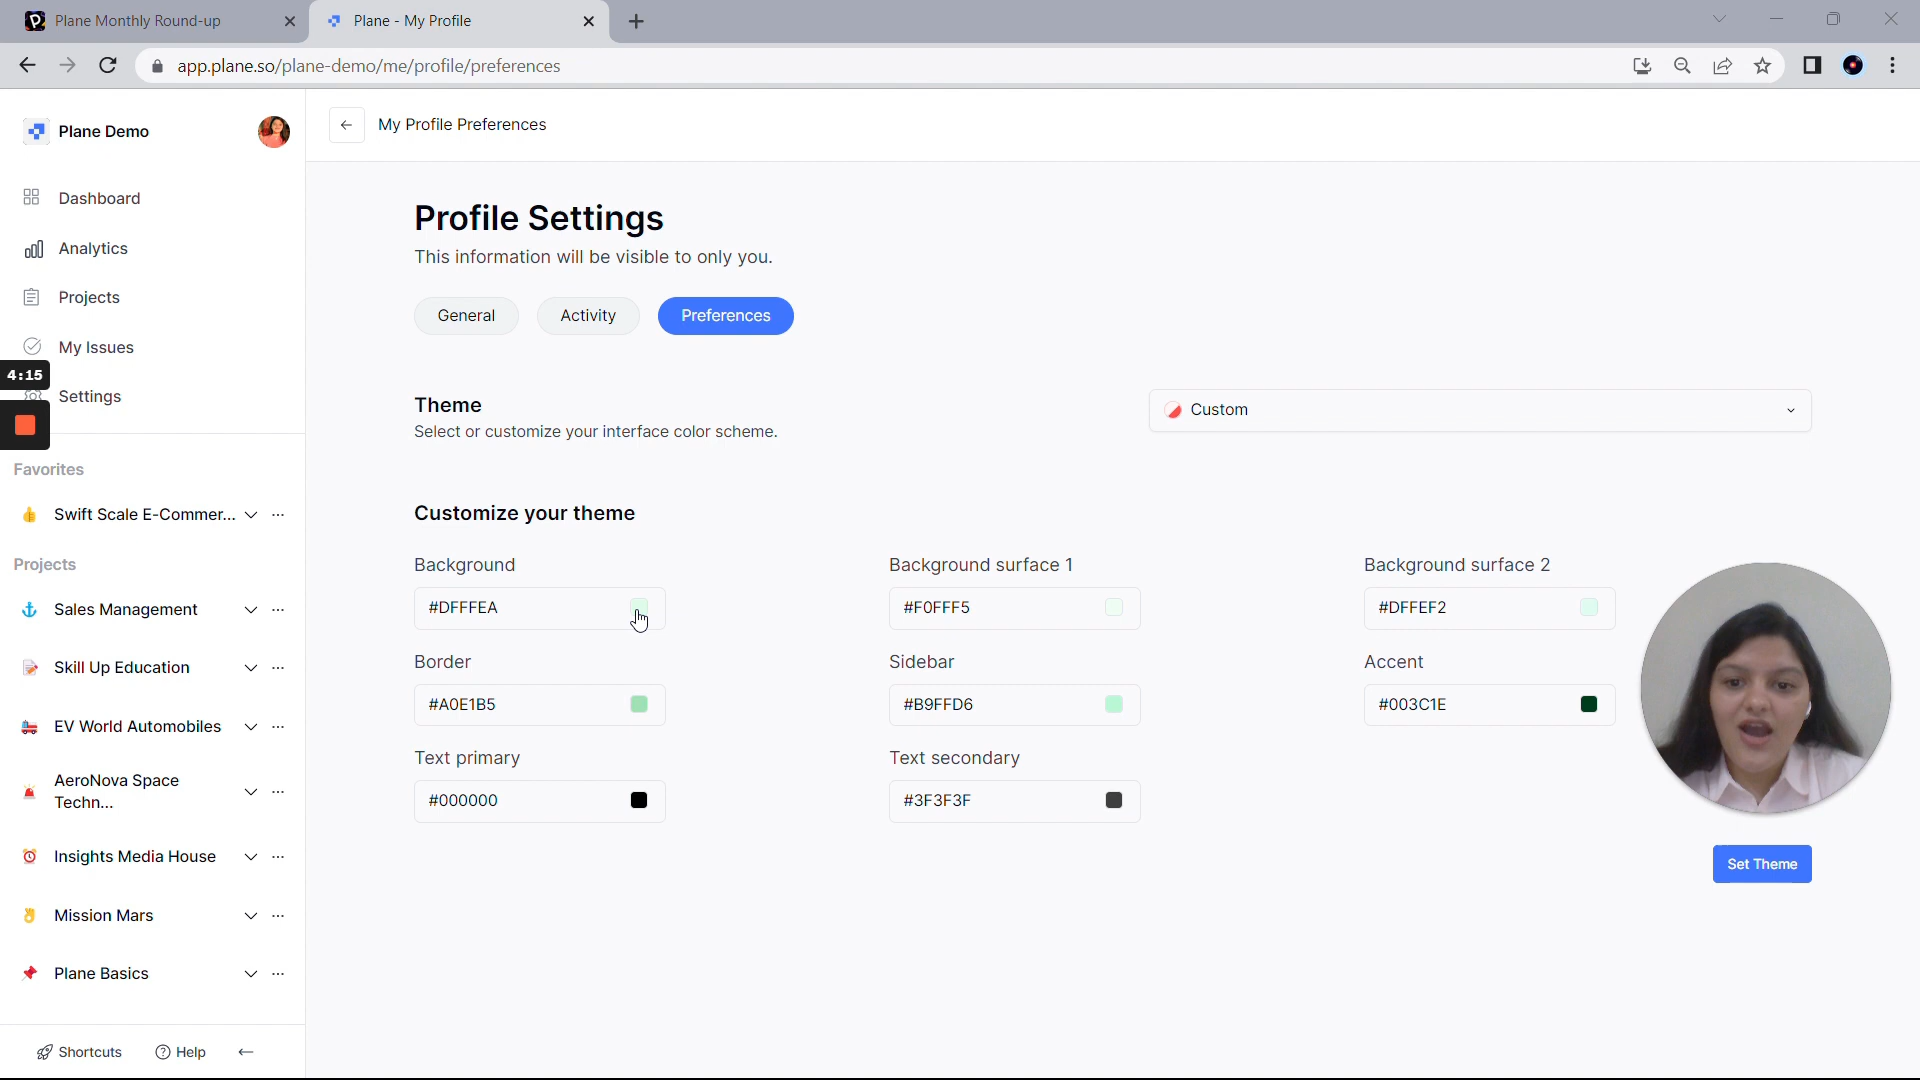 Plane Monthly Round-up
Plane - My Profile
app.plane.so/plane-demo/me/profile/preferences
Plane Demo
My Profile Preferences
Dashboard
Analytics
Projects
My Issues
4:15
Settings
Favorites
Swift Scale E-Commer...
Projects
Sales Management
Skill Up Education
EV World Automobiles
AeroNova Space
Techn...
Insights Media House
Mission Mars
Plane Basics
Shortcuts
Help
Profile Settings
This information will be visible to only you.
General
Activity
Preferences
Theme
Select or customize your interface color scheme.
Custom
Customize your theme
Background
Background surface 1
Background surface 2
#DFFFEA
#F0FFF5
#DFFEF2
Border
Sidebar
Accent
#A0E1B5
#B9FFD6
#003C1E
Text primary
Text secondary
#000000
#3F3F3F
Set Theme